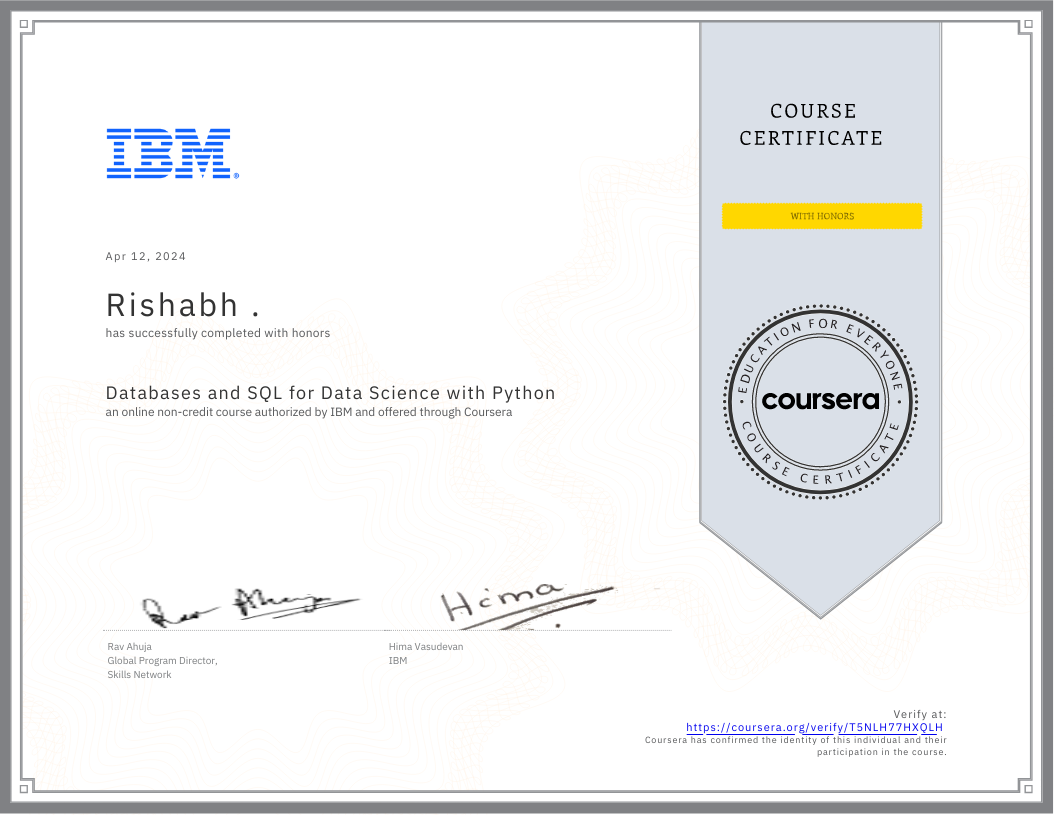 IBM®
Apr 12, 2024
Rishabh .
has successfully completed with honors
Databases and SQL for Data Science with Python
an online non-credit course authorized by IBM and offered through Coursera
Rav Ahuja
Hima
Rav Ahuja
Global Program Director,
Skills Network
Hima Vasudevan
IBM
COURSE
CERTIFICATE
WITH HONORS
EDUCATION FOR EVERYONE
coursera
COURSE CERTIFICATE
Verify at:
https://coursera.org/verify/T5NLH77HXQLH
Coursera has confirmed the identity of this individual and their
participation in the course.